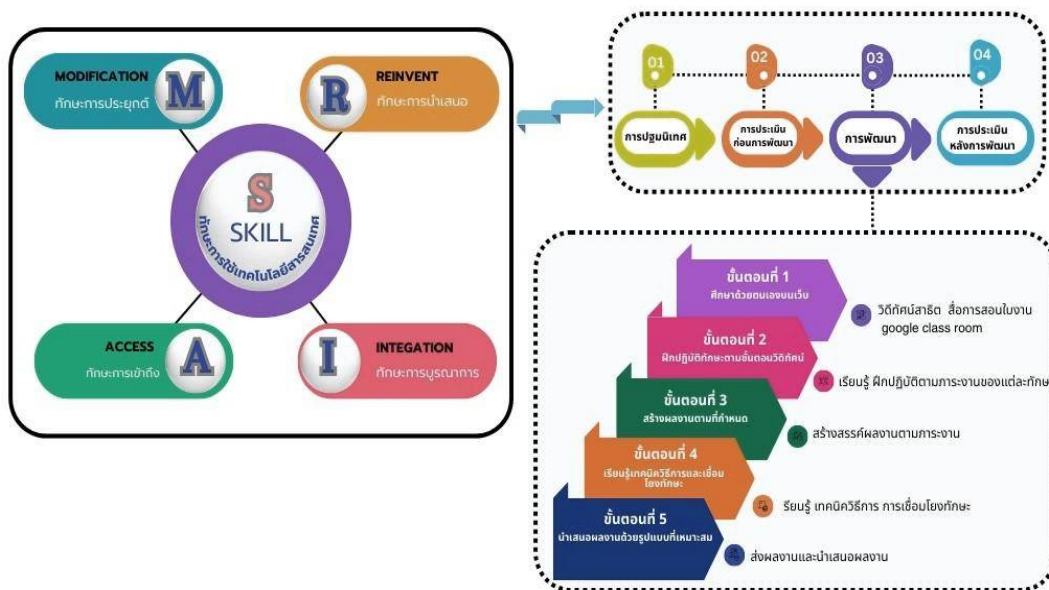 MODIFICATION
ทักษะการประยุกต์
M
R
REINVENT
ทักษะการนำเสนอ
S
SKILL
ทักษะการใช้เทคโนโลยีสารสนเทศ
ACCESS
ทักษะการเข้าถึง
A
I
INTEGATION
ทักษะการบูรณาการ
01
02
03
04
การปฐมนิเทศ
การประเมิน
ก่อนการพัฒนา
การพัฒนา
การประเมิน
หลังการพัฒนา
ขั้นตอนที่ 1
ศึกษาด้วยตนเองบนเว็บ
วิดีทัศน์สาธิต สื่อการสอนใบงาน
google class room
ขั้นตอนที่ 2
ฝึกปฏิบัติทักษะตามขั้นตอนวิดิทัศน์
เรียนรู้ ฝึกปฏิบัติตามภาระงานของแต่ละทักษ
ขั้นตอนที่ 3
สร้างผลงานตามที่กำหนด
สร้างสรรค์ผลงานตามภาระงาน
ขั้นตอนที่ 4
เรียนรู้เทคนิควิธีการและเชื่อม
โยงทักษะ
รียนรู้ เทคนิควิธีการ การเชื่อมโยงทักษะ
ขั้นตอนที่ 5
นำเสนอผลงานด้วยรูปแบบที่เหมาะสม
ส่งผลงานและนำเสนอผลงาน